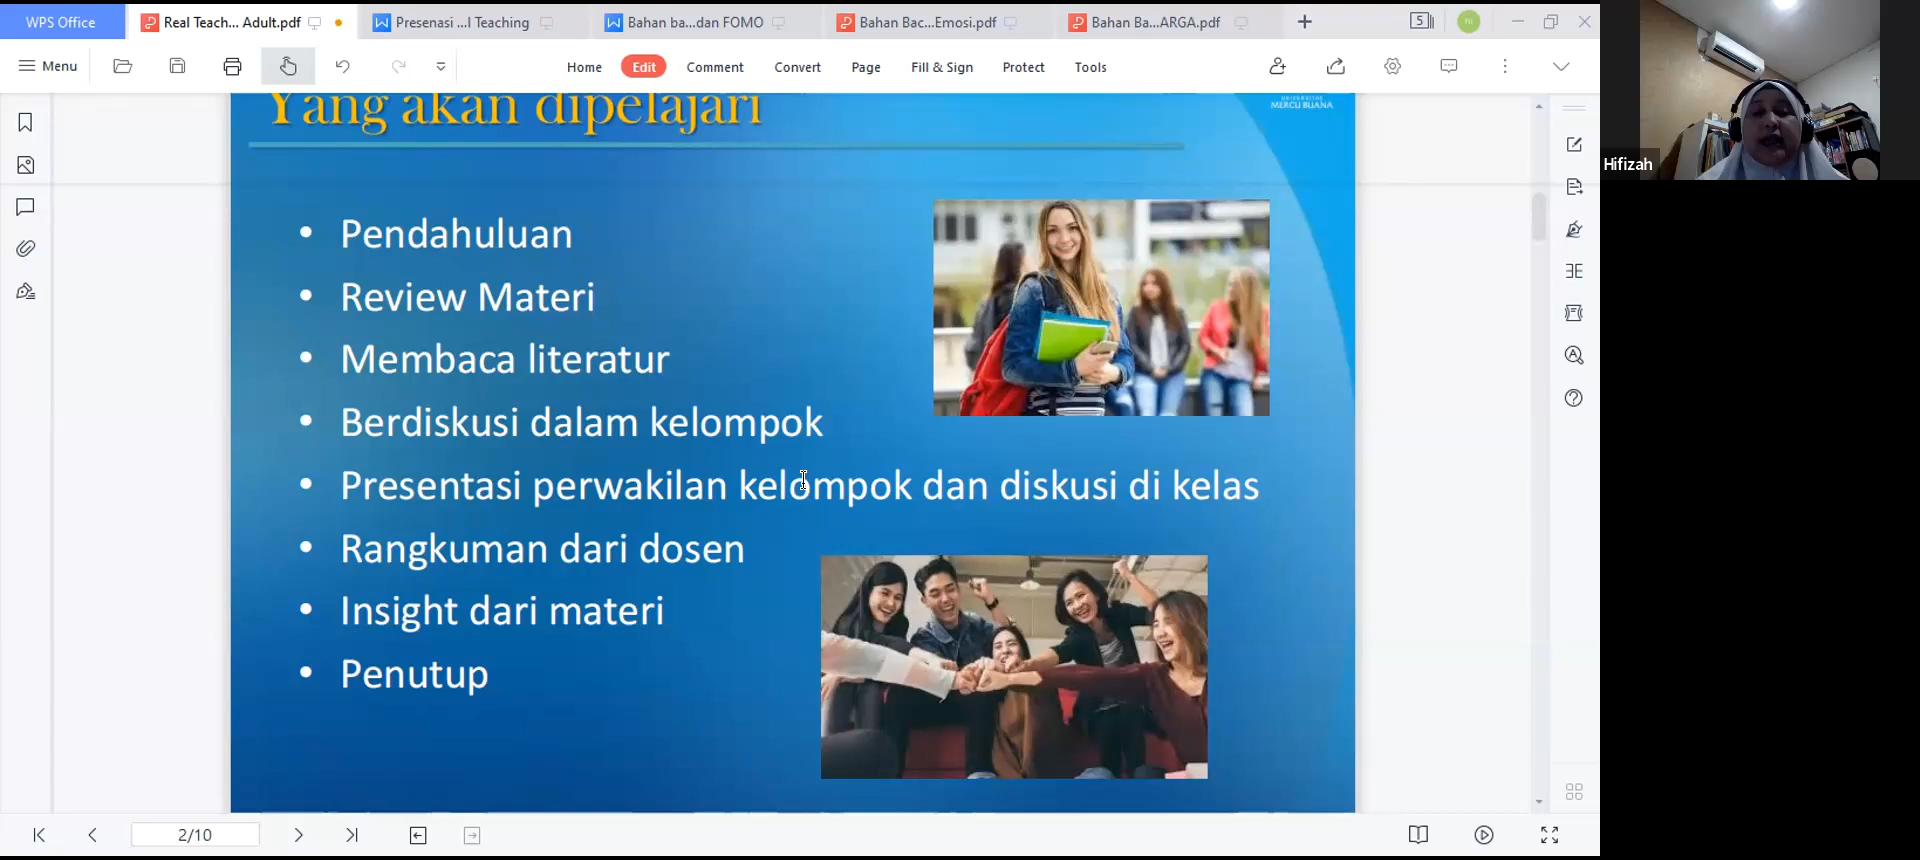 WPS Office
Real Teach... Adult.pdf
Presenasi ...l Teaching
Bahan ba...dan FOMO
Bahan Bac...Emosi.pdf
Bahan Ba...ARGA.pdf
5
Menu
Home
Edit
Comment
Convert
Page
Fill & Sign
Protect
Tools
Yang akan dipelajari
UNIVERSITAS
MERCU BUANA
• Pendahuluan
• Review Materi
• Membaca literatur
• Berdiskusi dalam kelompok
• Presentasi perwakilan kelompok dan diskusi di kelas
• Rangkuman dari dosen
• Insight dari materi
• Penutup
2/10
Hifizah